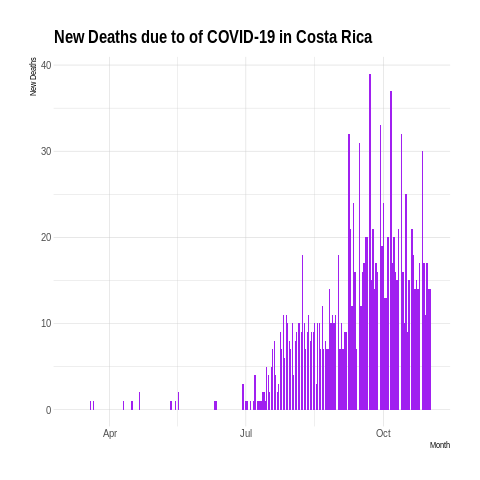 New Deaths due to of COVID-19 in Costa Rica
New Deaths
40
30
20
10
0
Apr
Jul
Oct
Month